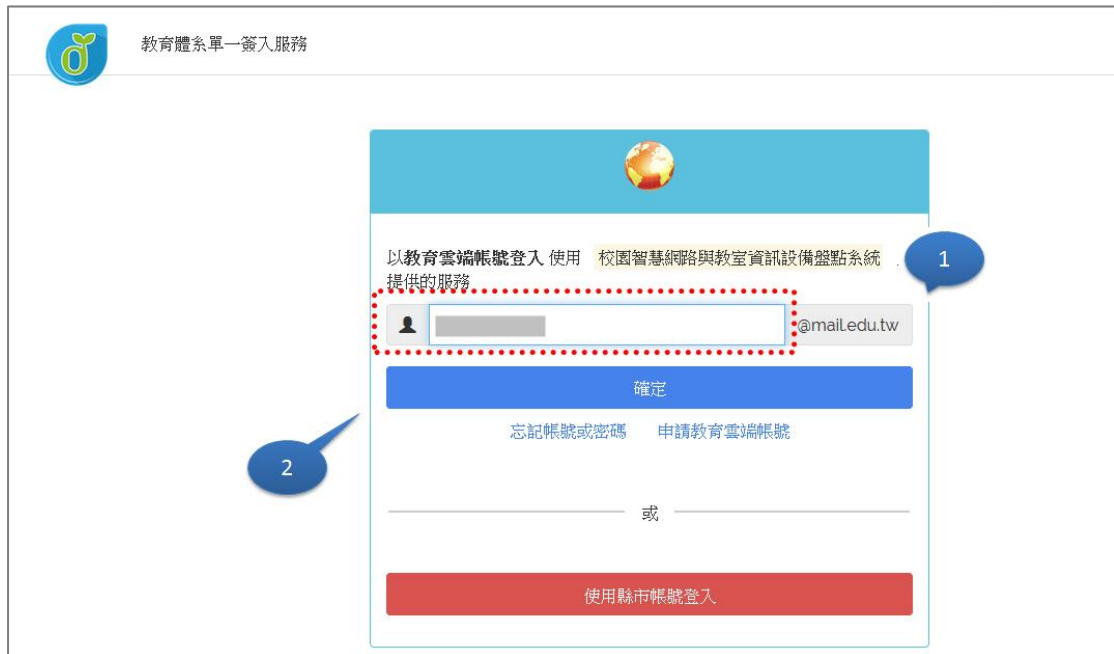 教育體系單一簽入服務
以教育雲端帳號登入 使用 校園智慧網路與教室資訊設備盤點系統
提供的服務
1
@mail.edu.tw
確定
忘記帳號或密碼 申請教育雲端帳號
2
或
使用縣市帳號登入